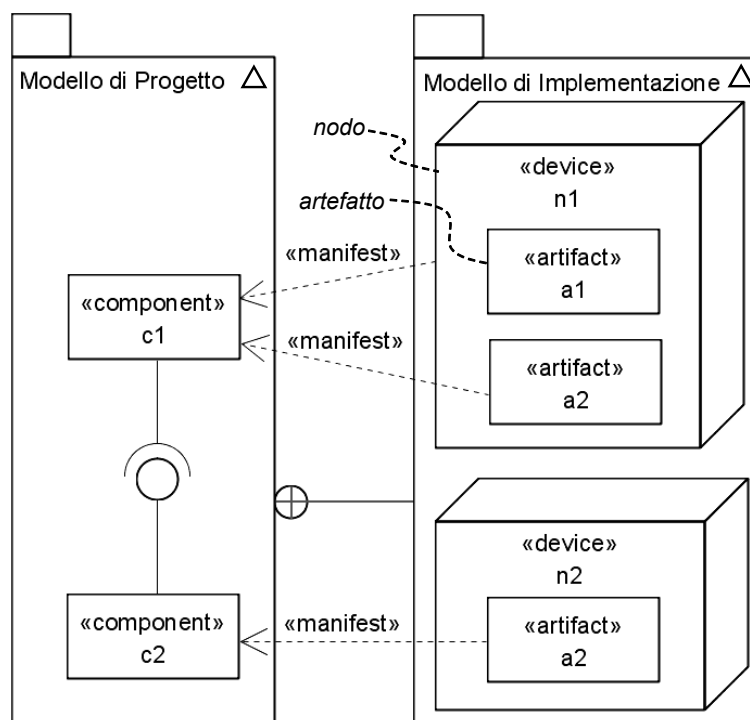 Modello di Progetto
Modello di Implementazione
nodo
«device»
n1
artefatto
«manifest»
«artifact»
a1
«component»
c1
«manifest»
«artifact»
a2
«device»
n2
«component»
c2
«manifest»
«artifact»
a2